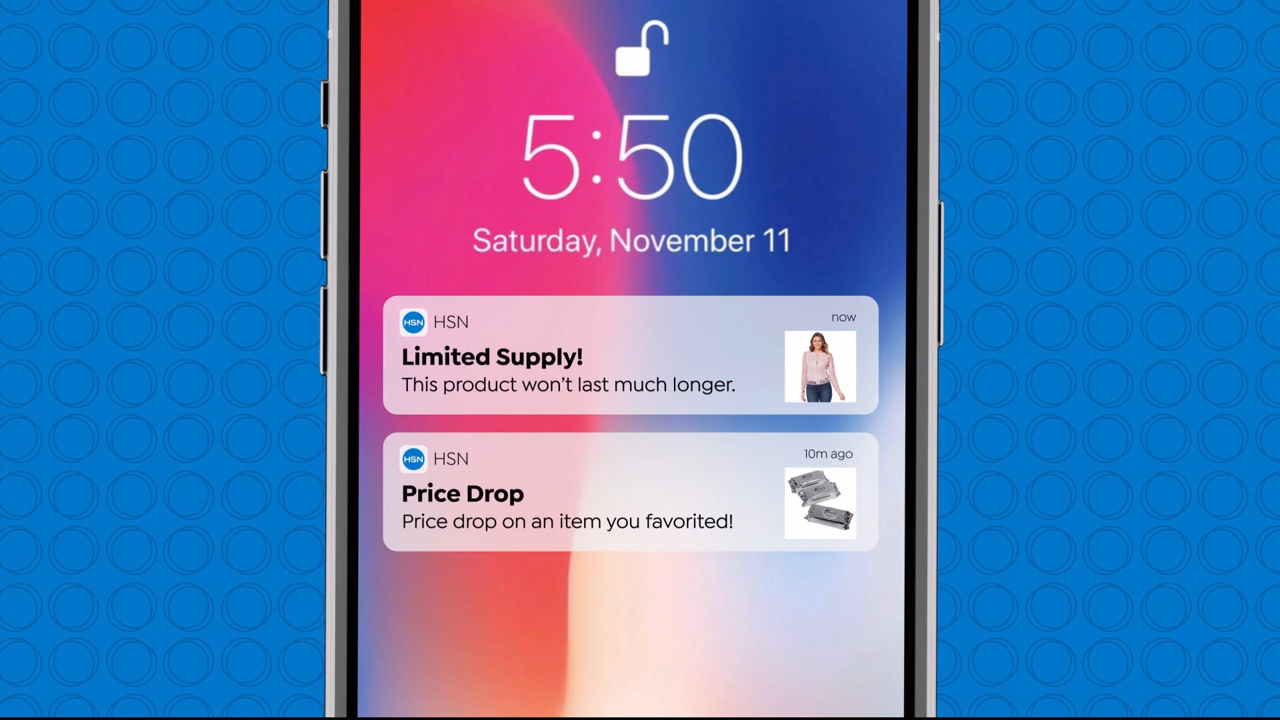 5:50
Saturday, November 11
HSN HSN now
Limited Supply!
This product won't last much longer.
HSN HSN 10m ago
Price Drop
Price drop on an item you favorited!